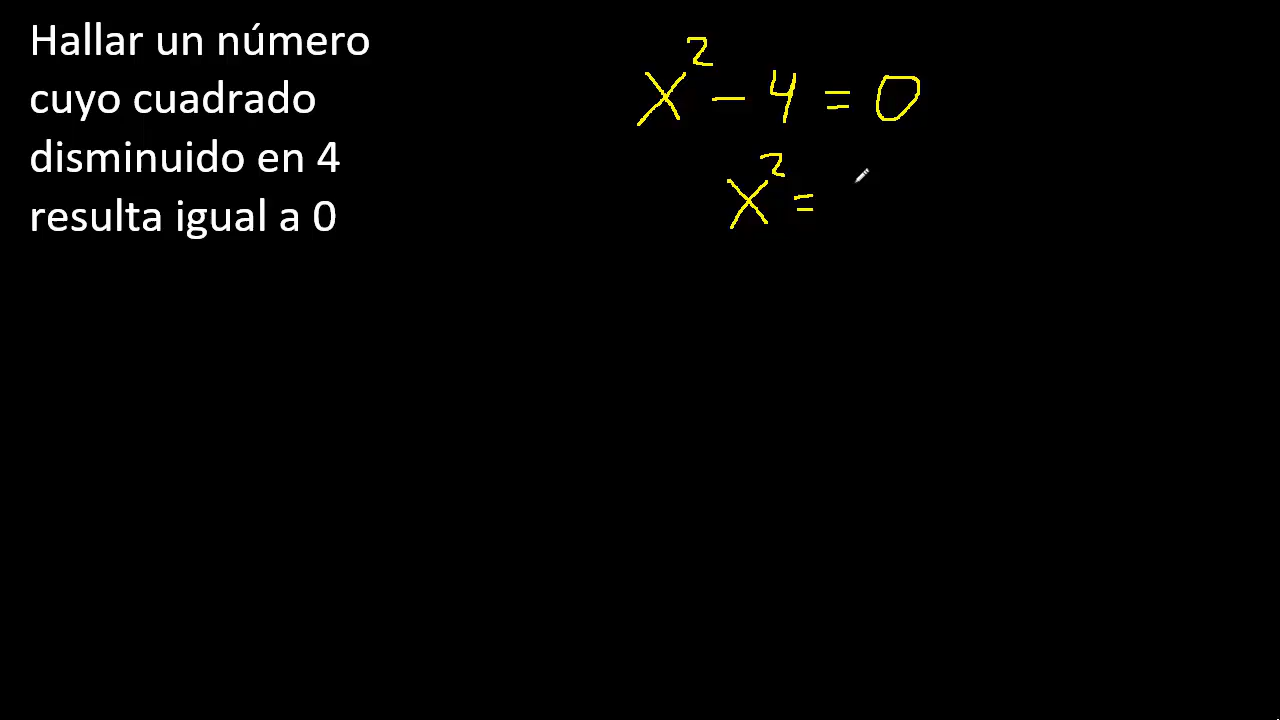 Hallar un número
cuyo cuadrado
disminuido en 4
resulta igual a 0
x² - 4 = 0
x² =